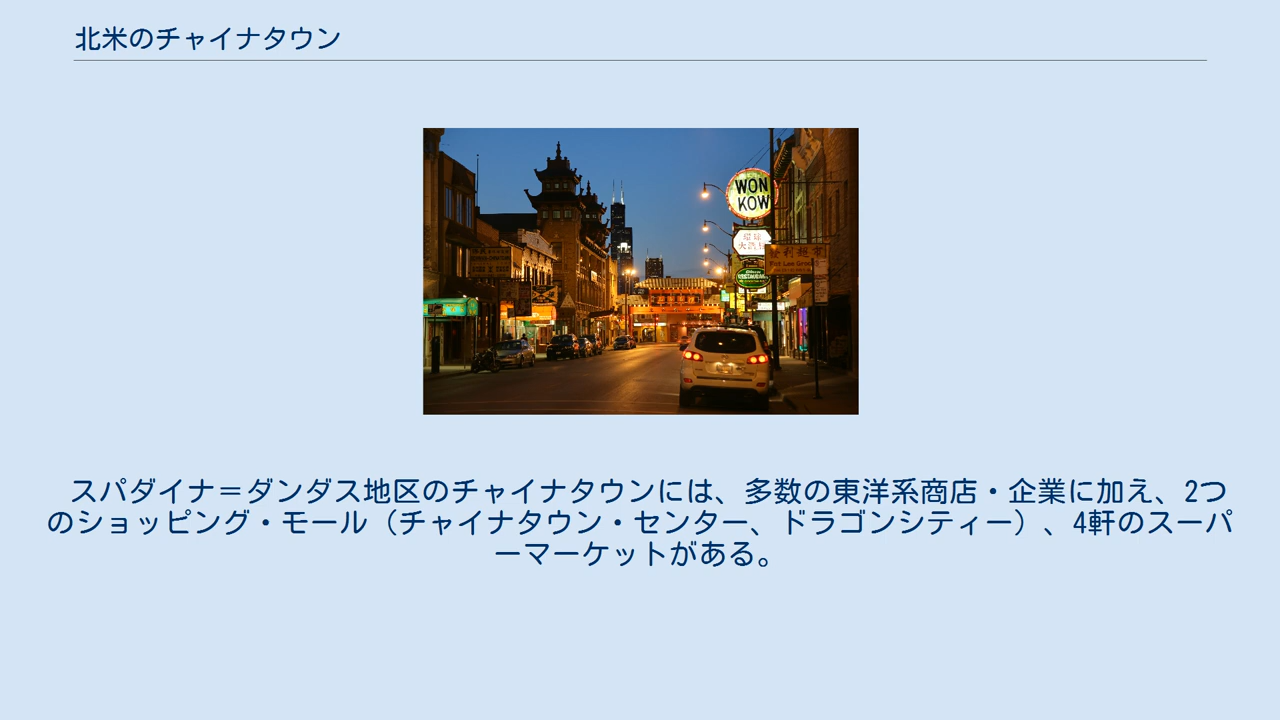 北米のチャイナタウン
WON
KOW
スパダイナ＝ダンダス地区のチャイナタウンには、多数の東洋系商店・企業に加え、2つ
のショッピング・モール（チャイナタウン・センター、ドラゴンシティー）、4軒のスーパ
ーマーケットがある。